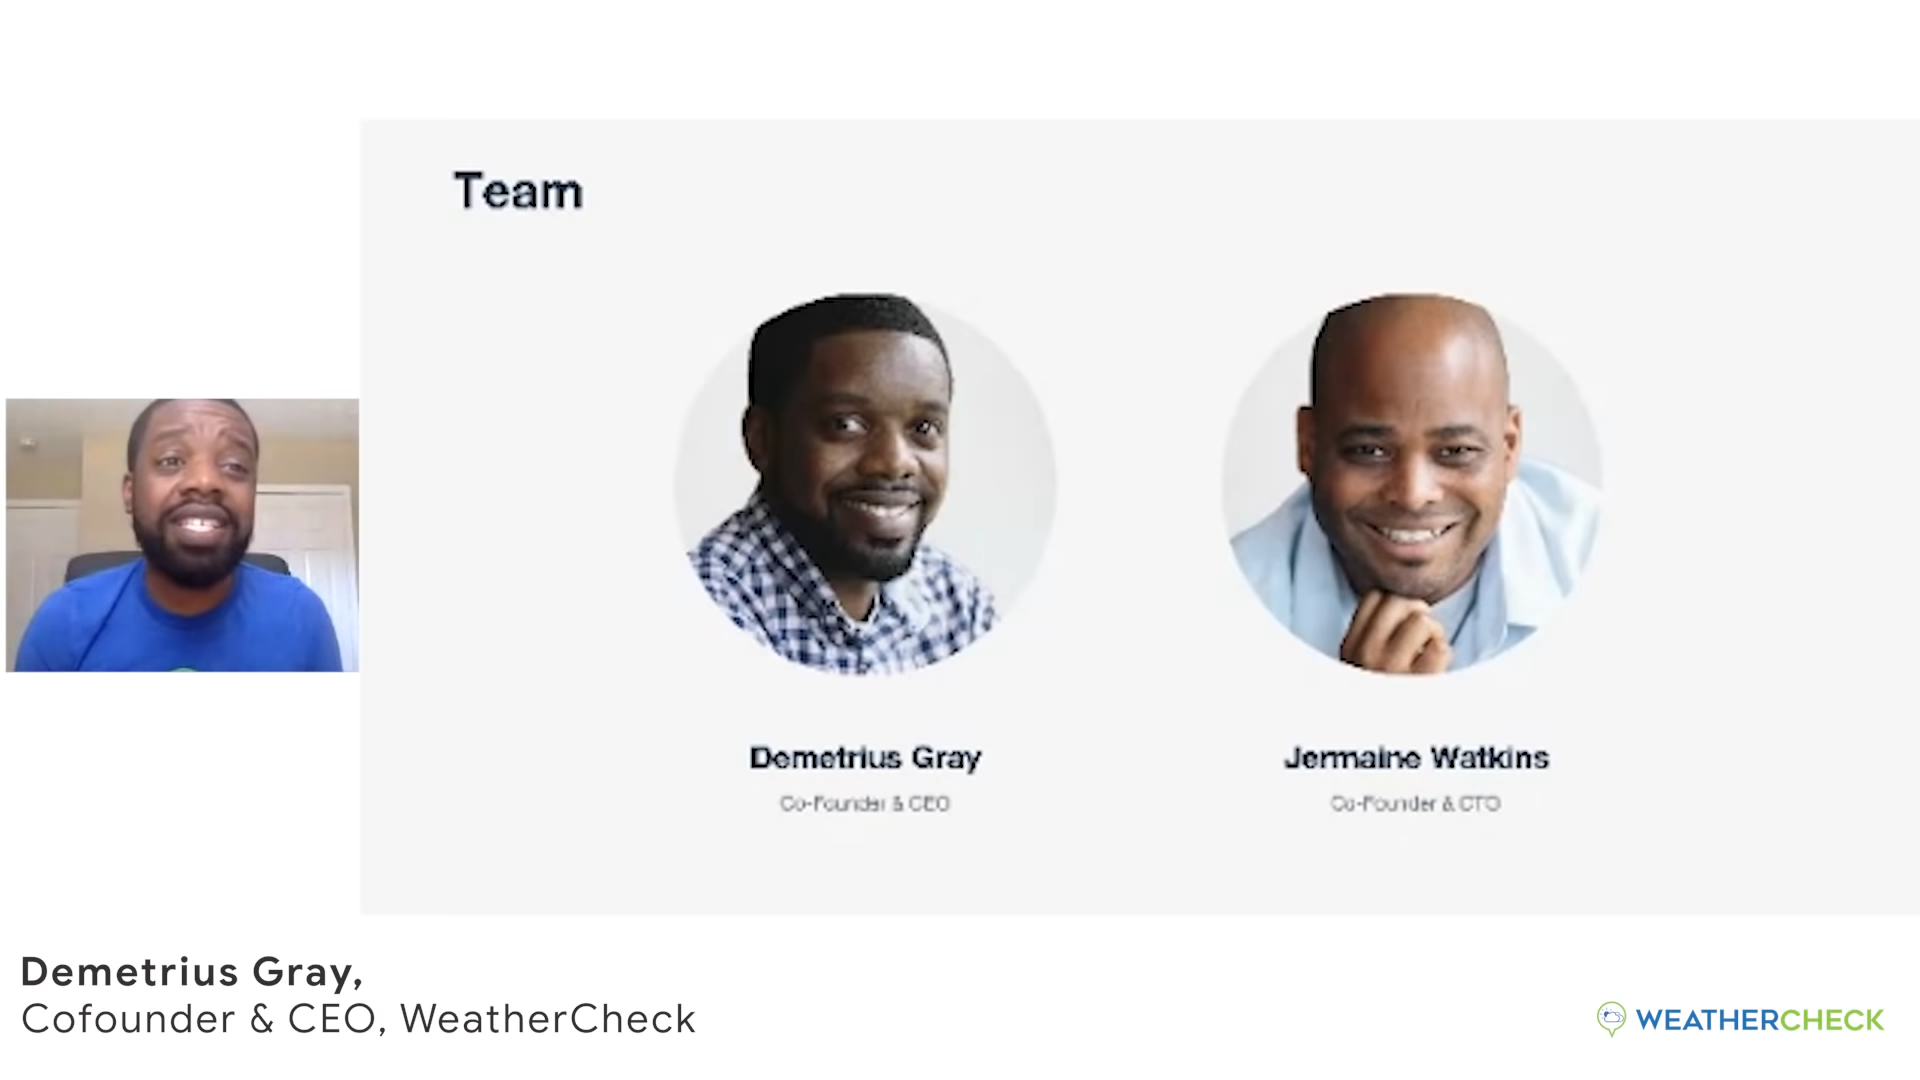 Team
Demetrius Gray
Co-Founder & CEO
Jermaine Watkins
Co-Founder & CTO
Demetrius Gray,
Cofounder & CEO, WeatherCheck
WEATHERCHECK